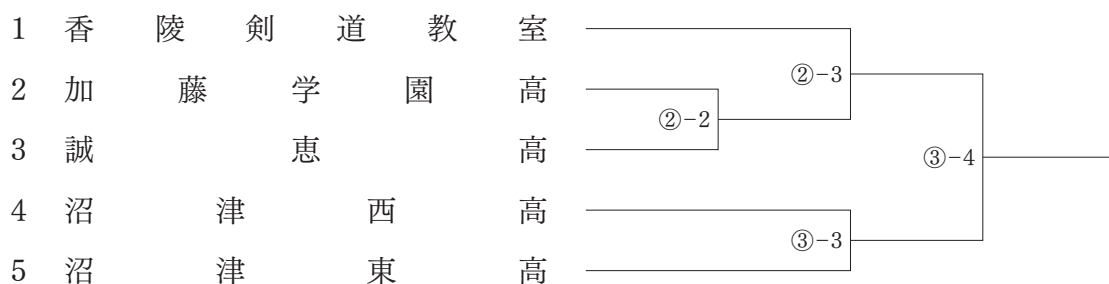 1 香陵剣道教室
②-3
2 加藤学園高
②-2
3 誠恵高
③-4
4 沼津西高
③-3
5 沼津東高